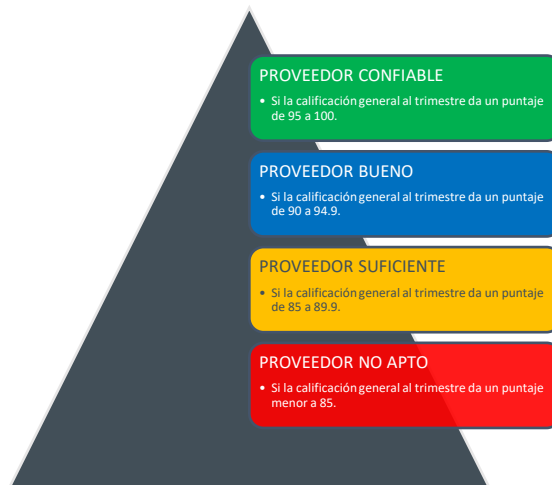 PROVEEDOR CONFIABLE
• Si la calificación general al trimestre da un puntaje
de 95 a 100.
PROVEEDOR BUENO
• Si la calificación general al trimestre da un puntaje
de 90 a 94.9.
PROVEEDOR SUFICIENTE
• Si la calificación general al trimestre da un puntaje
de 85 a 89.9.
PROVEEDOR NO APTO
• Si la calificación general al trimestre da un puntaje
menor a 85.